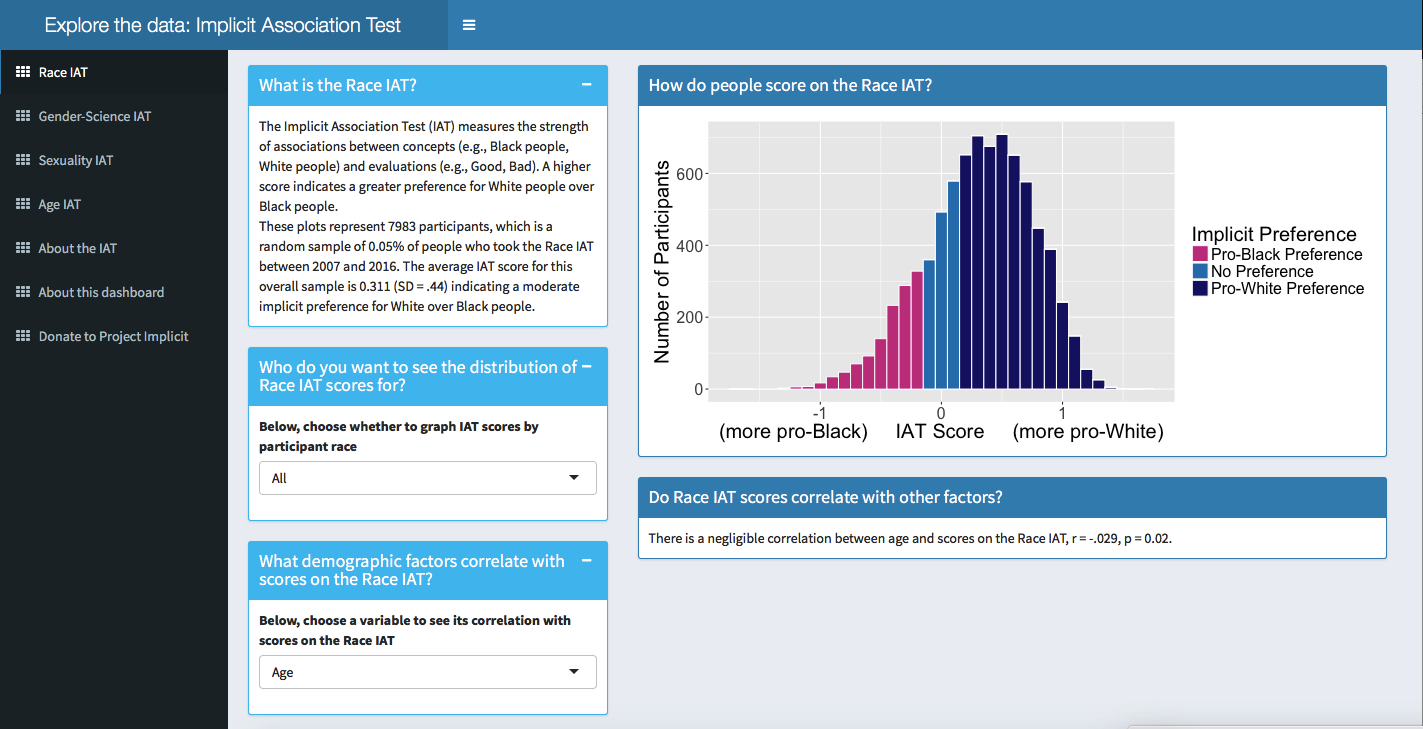 Explore the data: Implicit Association Test
Race IAT
Gender-Science IAT
Sexuality IAT
Age IAT
About the IAT
About this dashboard
Donate to Project Implicit
What is the Race IAT?
The Implicit Association Test (IAT) measures the strength
of associations between concepts (e.g., Black people,
White people) and evaluations (e.g., Good, Bad). A higher
score indicates a greater preference for White people over
Black people.
These plots represent 7983 participants, which is a
random sample of 0.05% of people who took the Race IAT
between 2007 and 2016. The average IAT score for this
overall sample is 0.311 (SD = .44) indicating a moderate
implicit preference for White over Black people.
Who do you want to see the distribution of
Race IAT scores for?
Below, choose whether to graph IAT scores by
participant race
All
What demographic factors correlate with
scores on the Race IAT?
Below, choose a variable to see its correlation with
scores on the Race IAT
Age
How do people score on the Race IAT?
Number of Participants
600
400
200
0
-1 0 1
(more pro-Black) IAT Score (more pro-White)
Implicit Preference
Pro-Black Preference
No Preference
Pro-White Preference
Do Race IAT scores correlate with other factors?
There is a negligible correlation between age and scores on the Race IAT, r = -.029, p = 0.02.